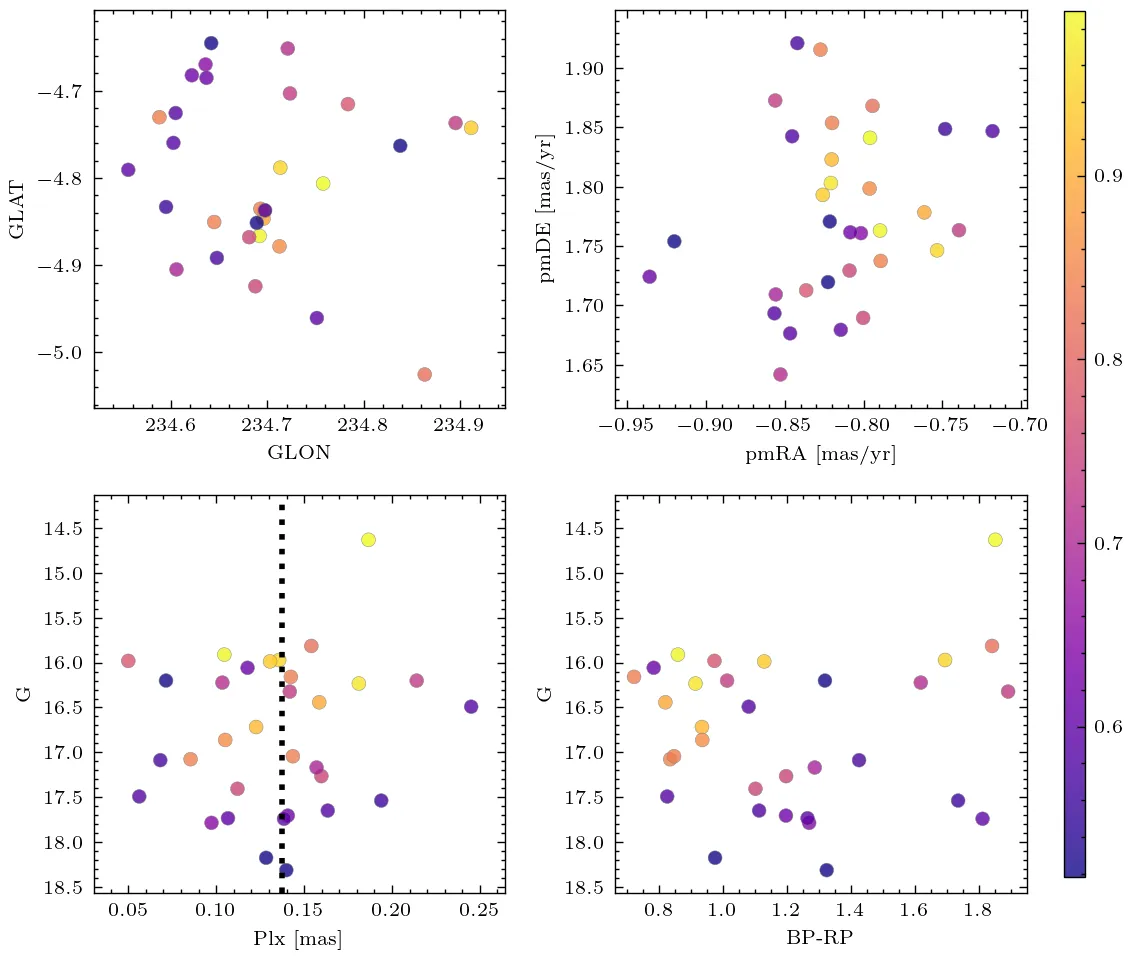 −4.7
−4.8
−4.9
−5.0
GLAT
234.6 234.7 234.8 234.9
GLON
1.90
1.85
1.80
1.75
1.70
1.65
pmDE [mas/yr]
−0.95 −0.90 −0.85 −0.80 −0.75 −0.70
pmRA [mas/yr]
14.5
15.0
15.5
16.0
16.5
17.0
17.5
18.0
18.5
G
0.05 0.10 0.15 0.20 0.25
Plx [mas]
14.5
15.0
15.5
16.0
16.5
17.0
17.5
18.0
18.5
G
0.8 1.0 1.2 1.4 1.6 1.8
BP-RP
0.9
0.8
0.7
0.6